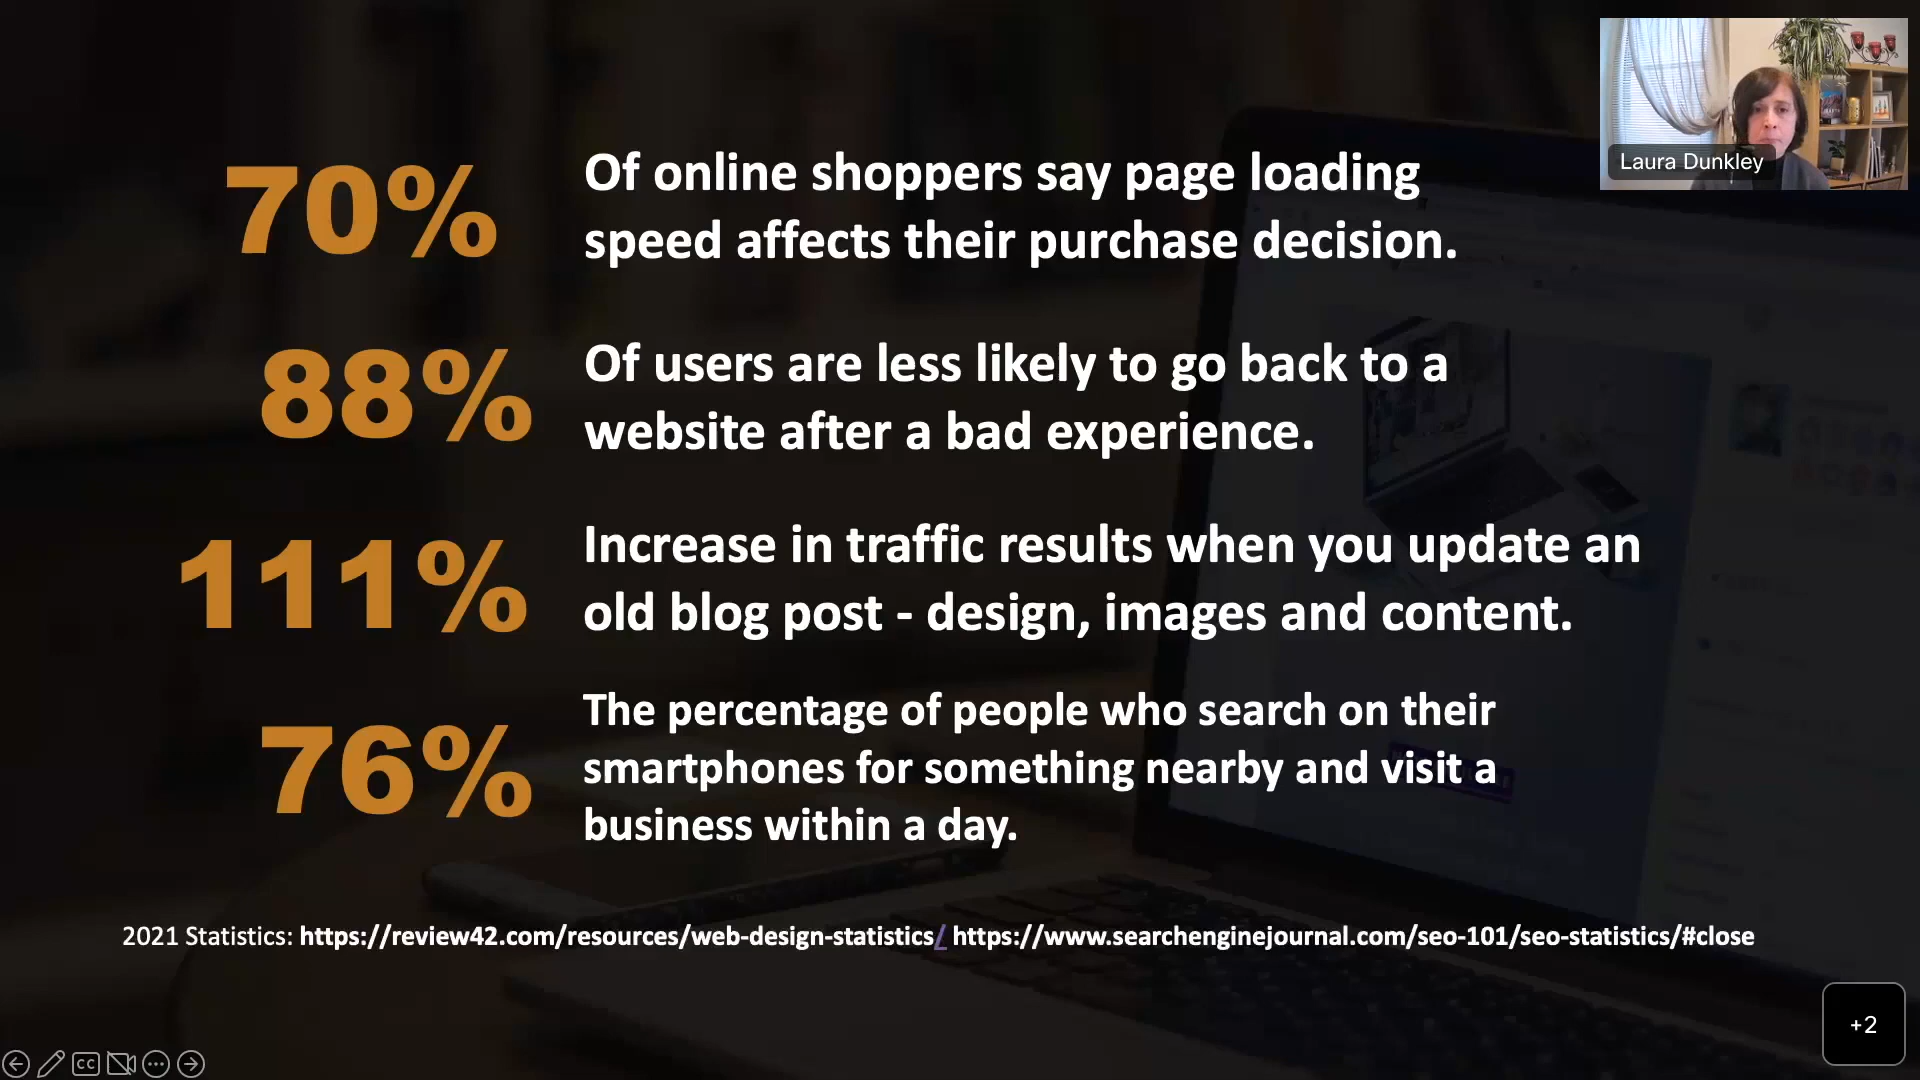 Laura Dunkley
70%
Of online shoppers say page loading
speed affects their purchase decision.
88%
Of users are less likely to go back to a
website after a bad experience.
111%
Increase in traffic results when you update an
old blog post - design, images and content.
76%
The percentage of people who search on their
smartphones for something nearby and visit a
business within a day.
2021 Statistics: https://review42.com/resources/web-design-statistics/ https://www.searchenginejournal.com/seo-101/seo-statistics/#close
+2
CC